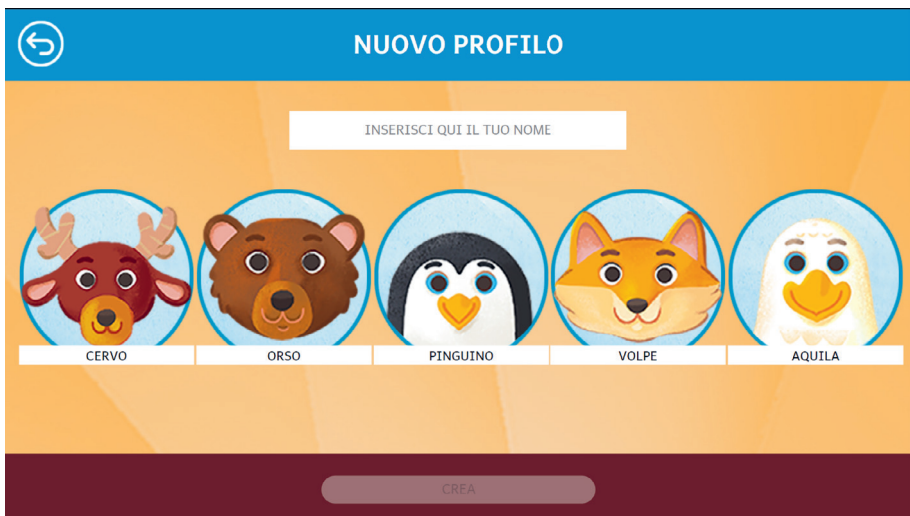 NUOVO PROFILO
INSERISCI QUI IL TUO NOME
CERVO
ORSO
PINGUINO
VOLPE
AQUILA
CREA